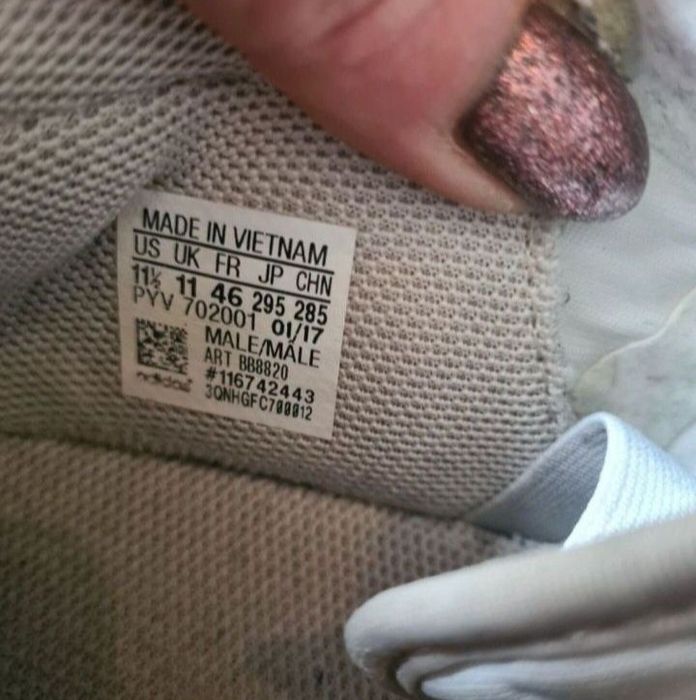 MADE IN VIETNAM
US UK FR JP CHN
11½ 11 46 295 285
PYV 702001 01/17
MALE/MÂLE
ART BB8820
#116742443
3QNHGFC700012
adidas